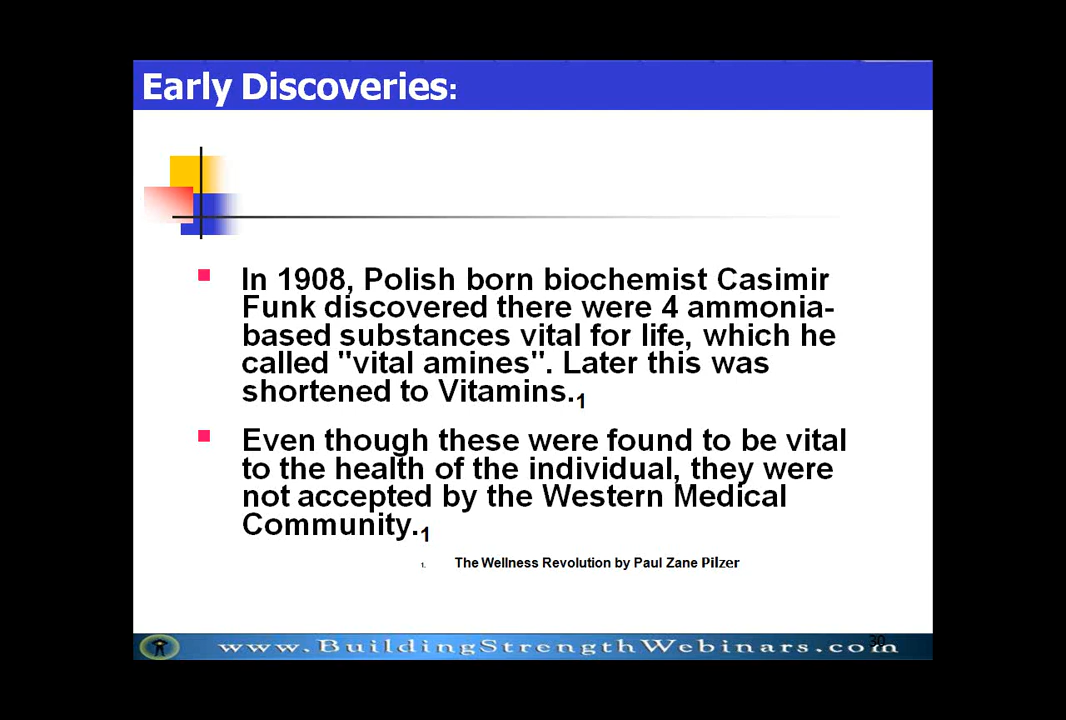 Early Discoveries:
In 1908, Polish born biochemist Casimir
Funk discovered there were 4 ammonia-
based substances vital for life, which he
called "vital amines". Later this was
shortened to Vitamins.1
Even though these were found to be vital
to the health of the individual, they were
not accepted by the Western Medical
Community.1
1. The Wellness Revolution by Paul Zane Pilzer
30
www.BuildingStrengthWebinars.com